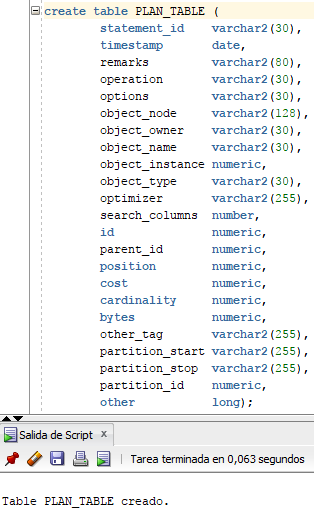 create table PLAN_TABLE (
statement_id varchar2(30),
timestamp date,
remarks varchar2(80),
operation varchar2(30),
options varchar2(30),
object_node varchar2(128),
object_owner varchar2(30),
object_name varchar2(30),
object_instance numeric,
object_type varchar2(30),
optimizer varchar2(255),
search_columns number,
id numeric,
parent_id numeric,
position numeric,
cost numeric,
cardinality numeric,
bytes numeric,
other_tag varchar2(255),
partition_start varchar2(255),
partition_stop varchar2(255),
partition_id numeric,
other long);
Salida de Script x
Tarea terminada en 0,063 segundos
Table PLAN_TABLE creado.